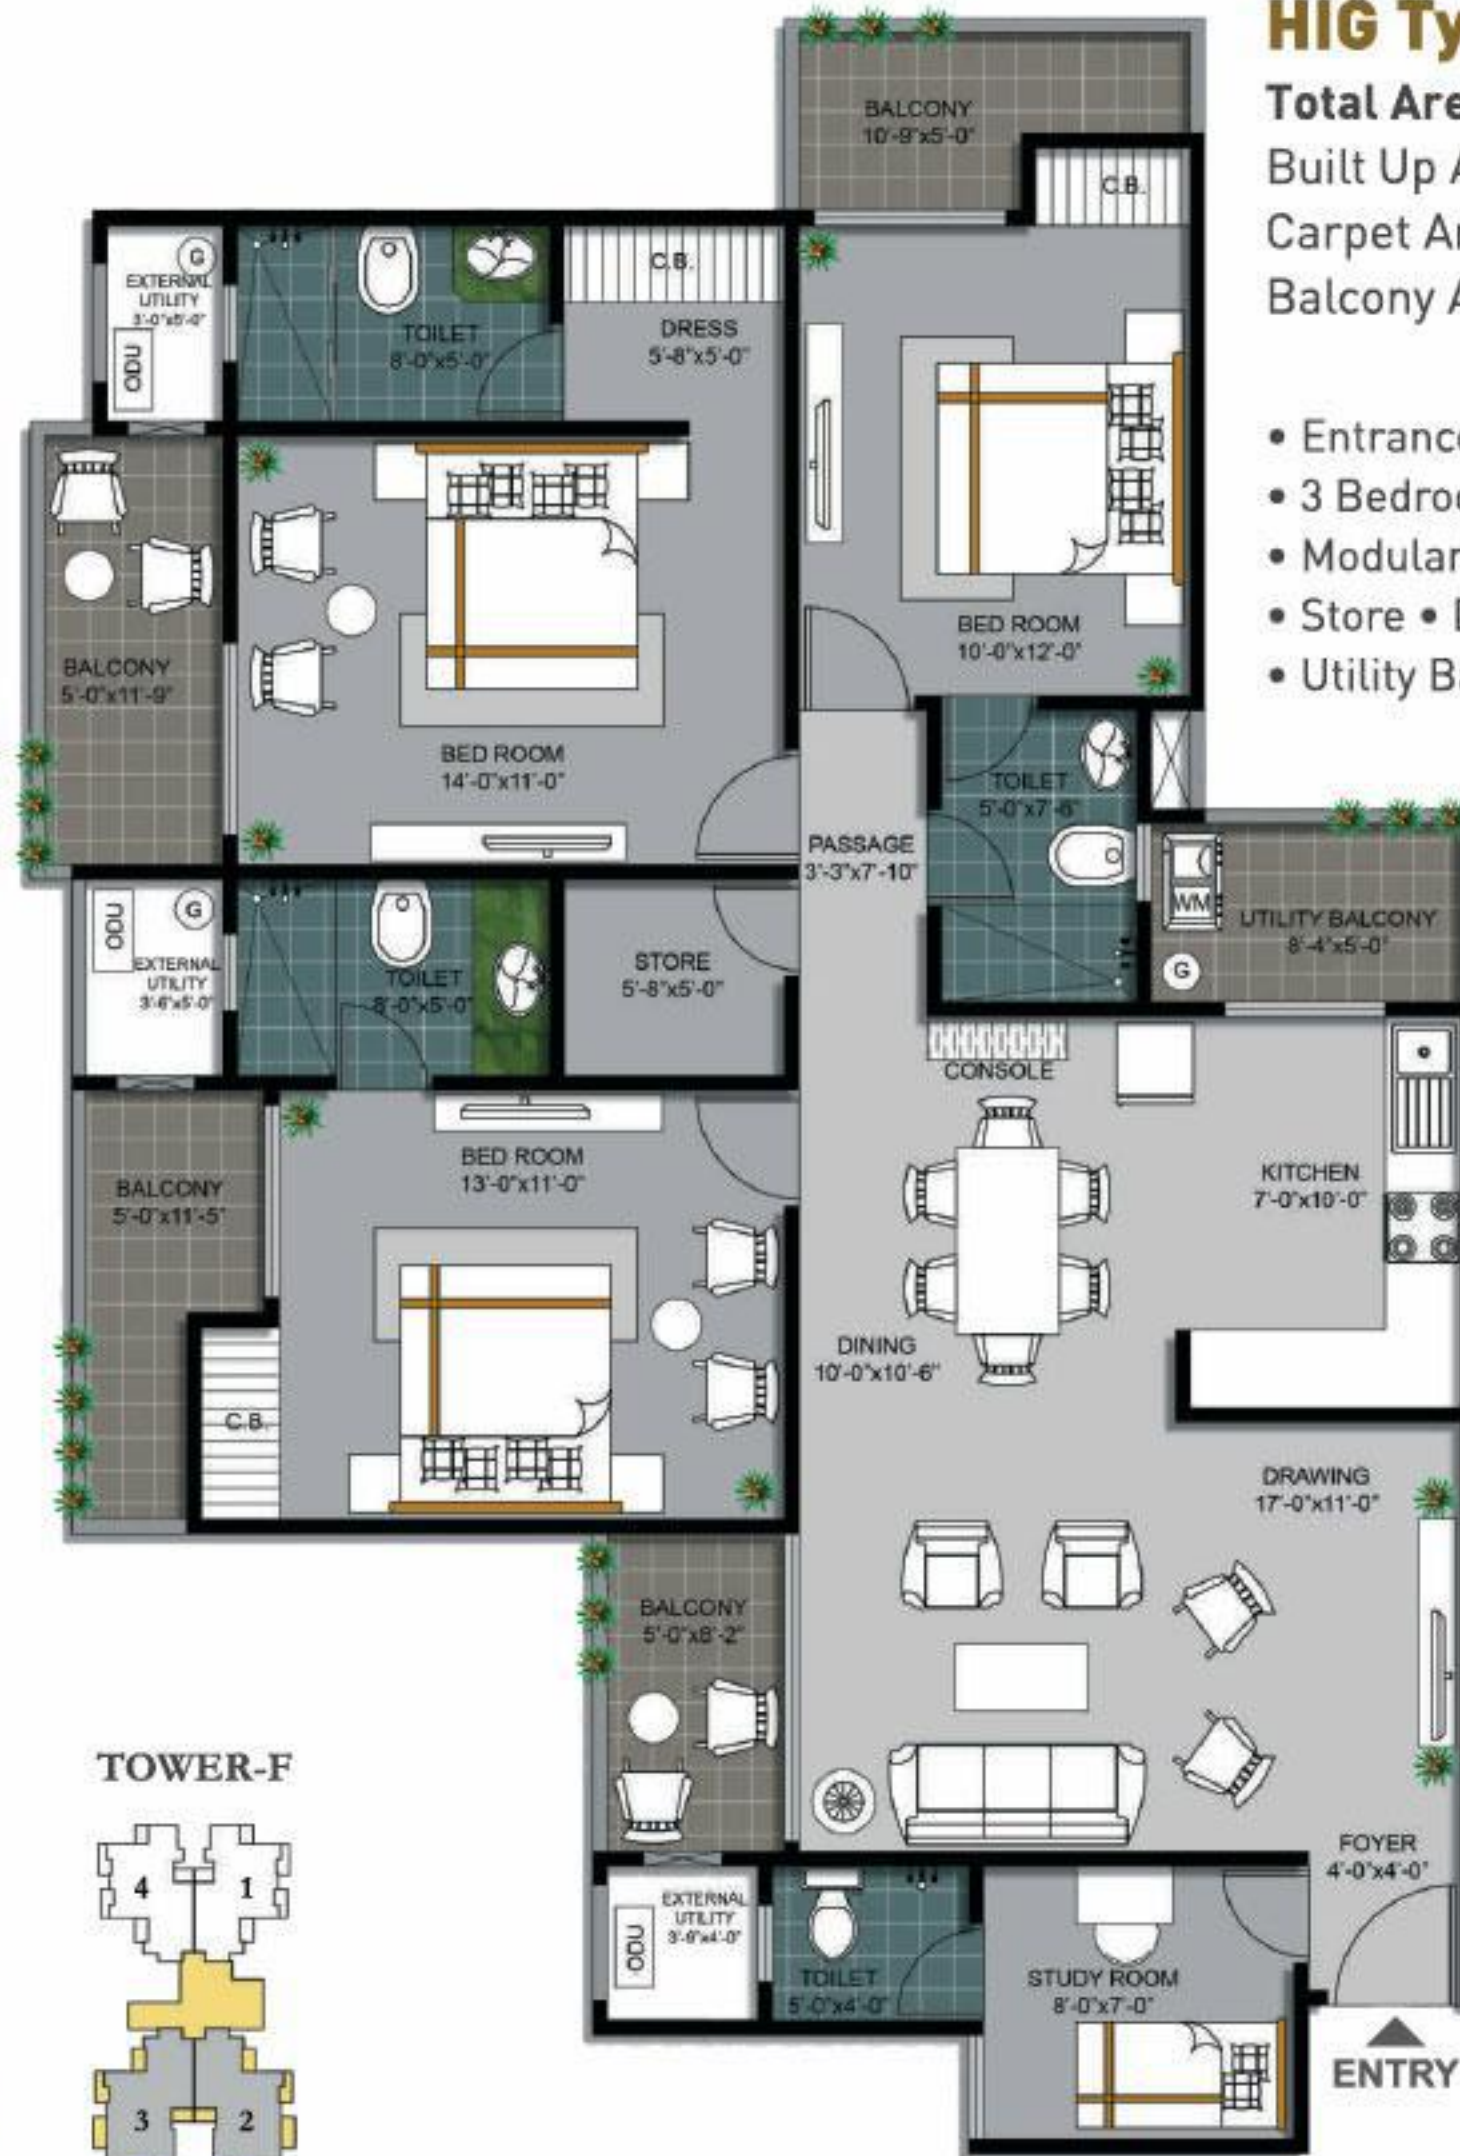 HIG Ty
Total Are
Built Up A
Carpet Ar
Balcony A
• Entrance
• 3 Bedroo
• Modular
• Store •
• Utility Ba
BALCONY
10'-9"x5'-0"
C.B.
G
EXTERNAL
UTILITY
3'-0"x5'-0"
ODU
TOILET
8'-0"x5'-0"
C.B.
DRESS
5'-8"x5'-0"
BED ROOM
10'-0"x12'-0"
BALCONY
5'-0"x11'-9"
BED ROOM
14'-0"x11'-0"
TOILET
5'-0"x7'-6"
PASSAGE
3'-3"x7'-10"
WM
G
UTILITY BALCONY
8'-4"x5'-0"
ODU
G
EXTERNAL
UTILITY
3'-6"x5'-0"
TOILET
8'-0"x5'-0"
STORE
5'-8"x5'-0"
CONSOLE
BALCONY
5'-0"x11'-5"
BED ROOM
13'-0"x11'-0"
KITCHEN
7'-0"x10'-0"
C.B.
DINING
10'-0"x10'-6"
DRAWING
17'-0"x11'-0"
BALCONY
5'-0"x8'-2"
FOYER
4'-0"x4'-0"
EXTERNAL
UTILITY
3'-6"x4'-0"
ODU
TOILET
5'-0"x4'-0"
STUDY ROOM
8'-0"x7'-0"
ENTRY
TOWER-F
4 1
3 2